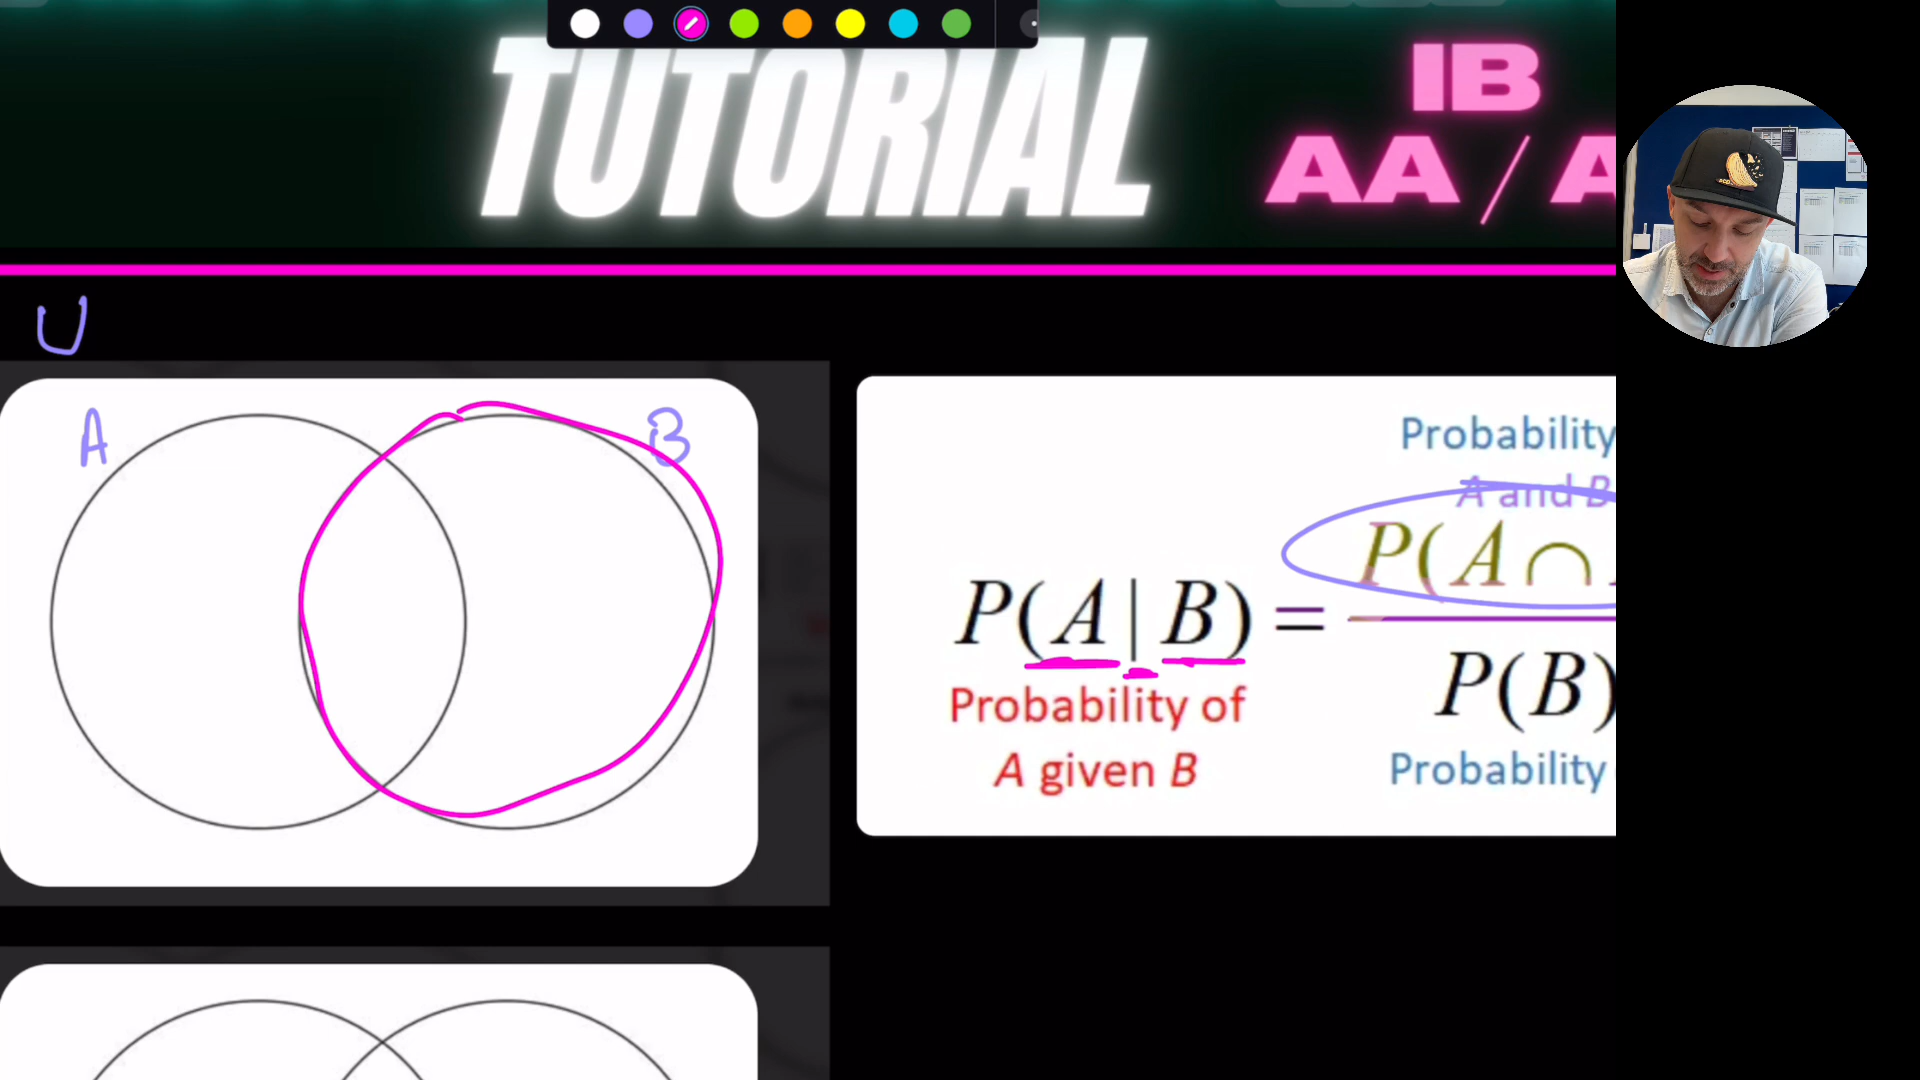 TUTORIAL
IB
AA / A
U
A
B
Probability
A and B
P(A ∩
P(A | B) =
P(B)
Probability of
A given B
Probability